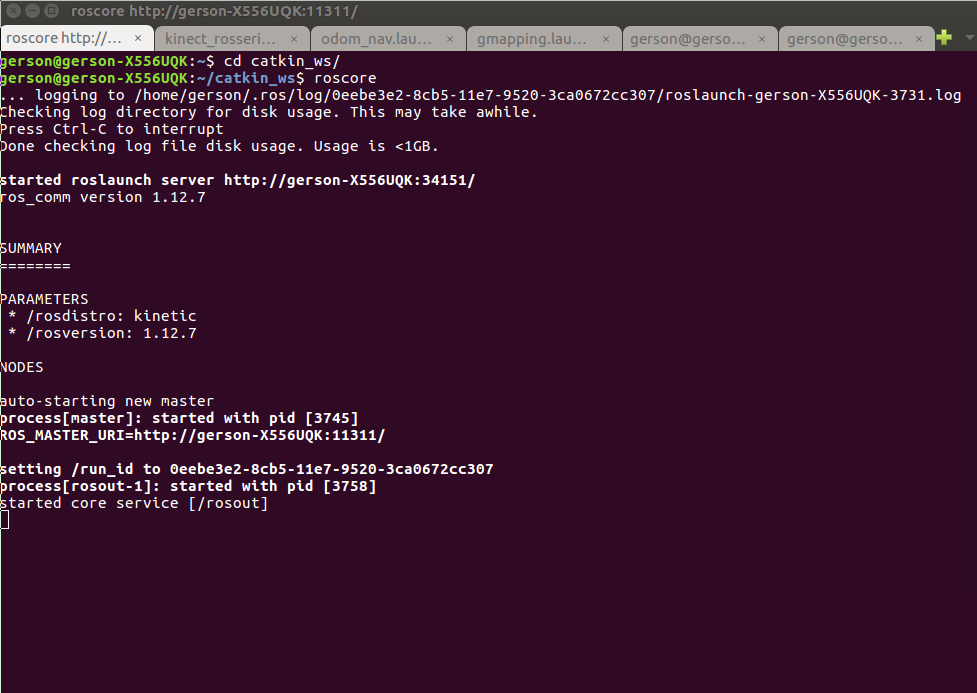 roscore http://gerson-X556UQK:11311/
roscore http://... × kinect_rosseri... × odom_nav.lau... × gmapping.lau... × gerson@gerso... × gerson@gerso... ×
gerson@gerson-X556UQK:~$ cd catkin_ws/
gerson@gerson-X556UQK:~/catkin_ws$ roscore
... logging to /home/gerson/.ros/log/0eebe3e2-8cb5-11e7-9520-3ca0672cc307/roslaunch-gerson-X556UQK-3731.log
Checking log directory for disk usage. This may take awhile.
Press Ctrl-C to interrupt
Done checking log file disk usage. Usage is <1GB.
started roslaunch server http://gerson-X556UQK:34151/
ros_comm version 1.12.7
SUMMARY
========
PARAMETERS
* /rosdistro: kinetic
* /rosversion: 1.12.7
NODES
auto-starting new master
process[master]: started with pid [3745]
ROS_MASTER_URI=http://gerson-X556UQK:11311/
setting /run_id to 0eebe3e2-8cb5-11e7-9520-3ca0672cc307
process[rosout-1]: started with pid [3758]
started core service [/rosout]